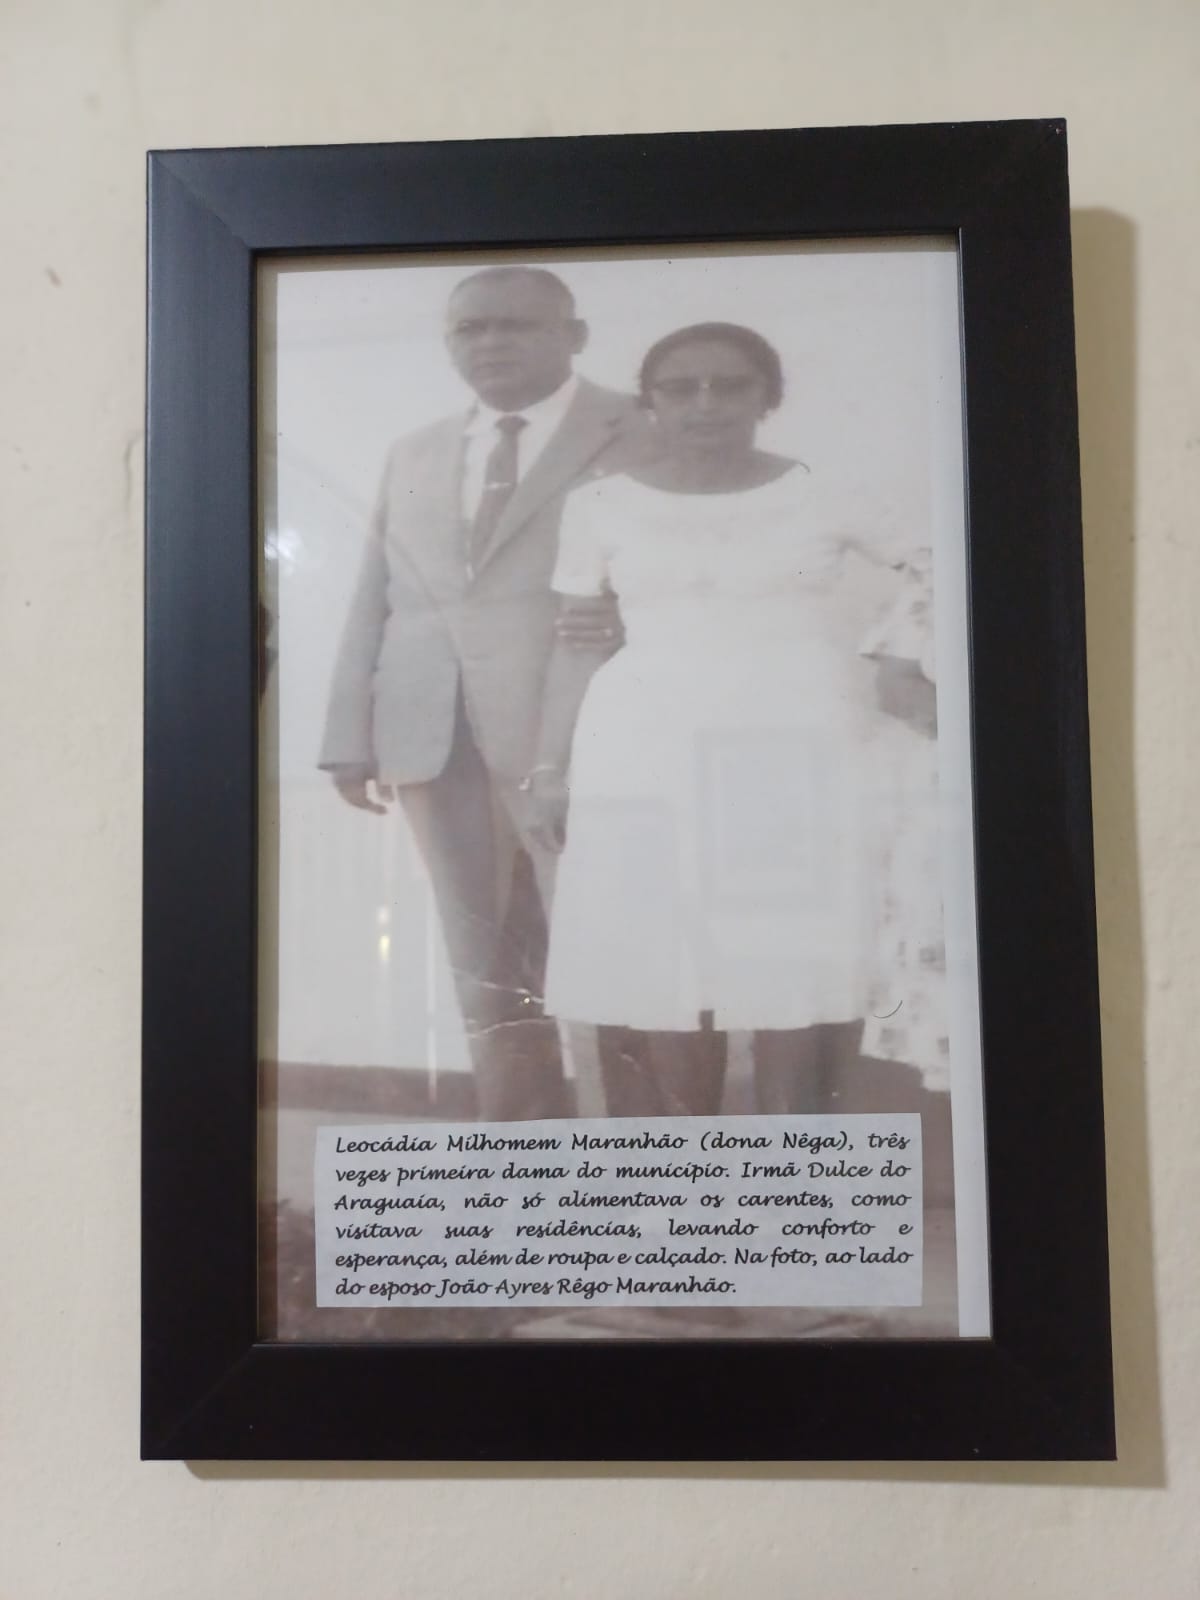 Leocádia Milhomem Maranhão (dona Nêga), três
vezes primeira dama do município. Irmã Dulce do
Araguaia, não só alimentava os carentes, como
visitava suas residências, levando conforto e
esperança, além de roupa e calçado. Na foto, ao lado
do esposo João Ayres Rêgo Maranhão.